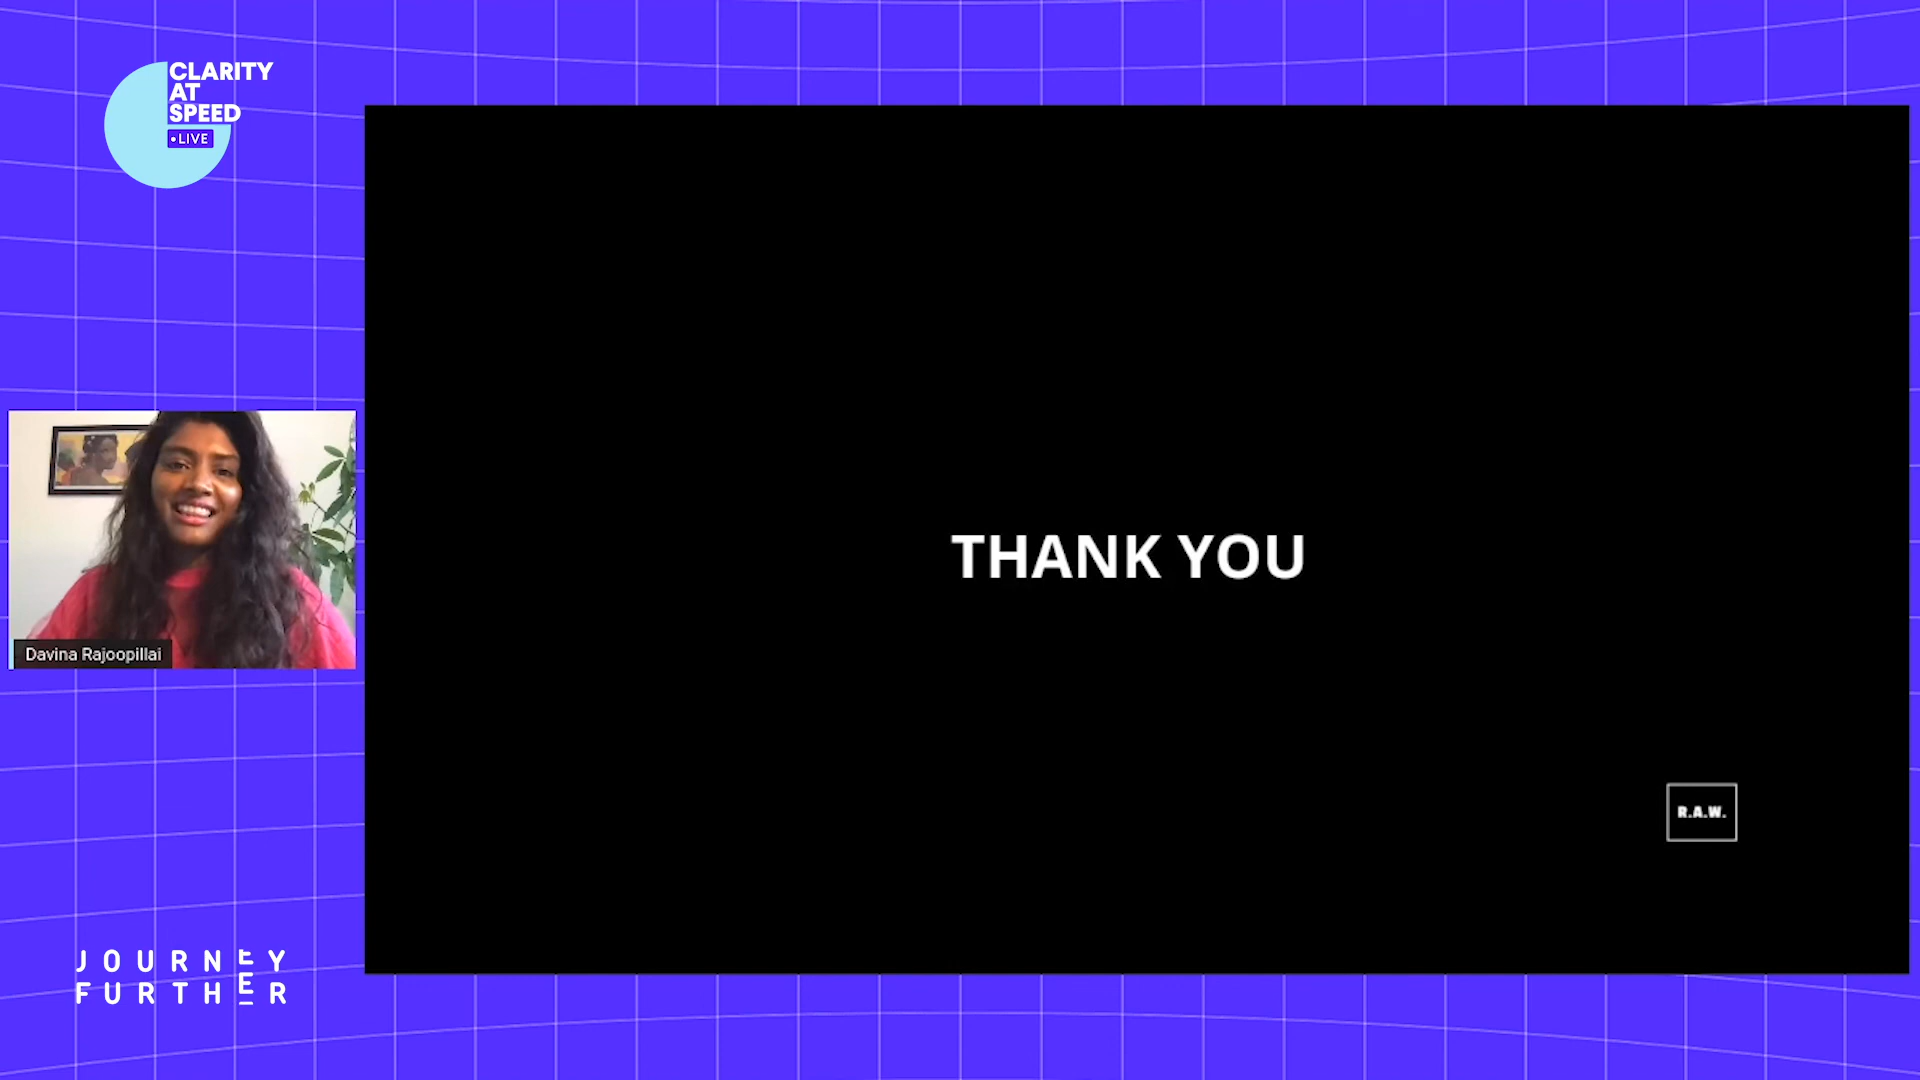 CLARITY
AT
SPEED
•LIVE
THANK YOU
Davina Rajoopillai
R.A.W.
JOURNEY
FURTHER